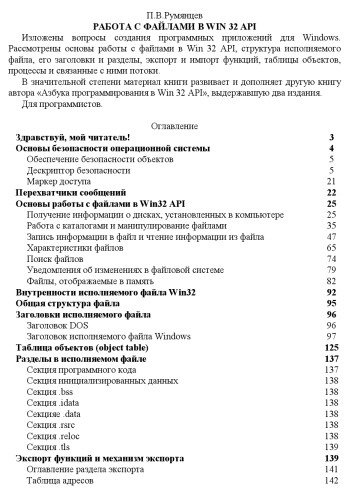 П.В.Румянцев
РАБОТА С ФАЙЛАМИ В WIN 32 API
Изложены вопросы создания программных приложений для Windows.
Рассмотрены основы работы с файлами в Win 32 API, структура исполняемого
файла, его заголовки и разделы, экспорт и импорт функций, таблицы объектов,
процессы и связанные с ними потоки.
В значительной степени материал книги развивает и дополняет другую книгу
автора «Азбука программирования в Win 32 API», выдержавшую два издания.
Для программистов.
Оглавление
Здравствуй, мой читатель! 3
Основы безопасности операционной системы 4
Обеспечение безопасности объектов 5
Дескриптор безопасности 5
Маркер доступа 21
Перехватчики сообщений 22
Основы работы с файлами в Win32 API 25
Получение информации о дисках, установленных в компьютере 25
Работа с каталогами и манипулирование файлами 35
Запись информации в файл и чтение информации из файла 47
Характеристики файлов 65
Поиск файлов 74
Уведомления об изменениях в файловой системе 79
Файлы, отображаемые в память 82
Внутренности исполняемого файла Win32 92
Общая структура файла 95
Заголовки исполняемого файла 96
Заголовок DOS 96
Заголовок исполняемого файла Windows 97
Таблица объектов (object table) 125
Разделы в исполняемом файле 137
Секция программного кода 137
Секция инициализированных данных 138
Секция .bss 138
Секция .idata 138
Секцияе .data 138
Секция .rsrc 138
Секция .reloc 138
Секция .tls 139
Экспорт функций и механизм экспорта 139
Оглавление раздела экспорта 141
Таблица адресов 142